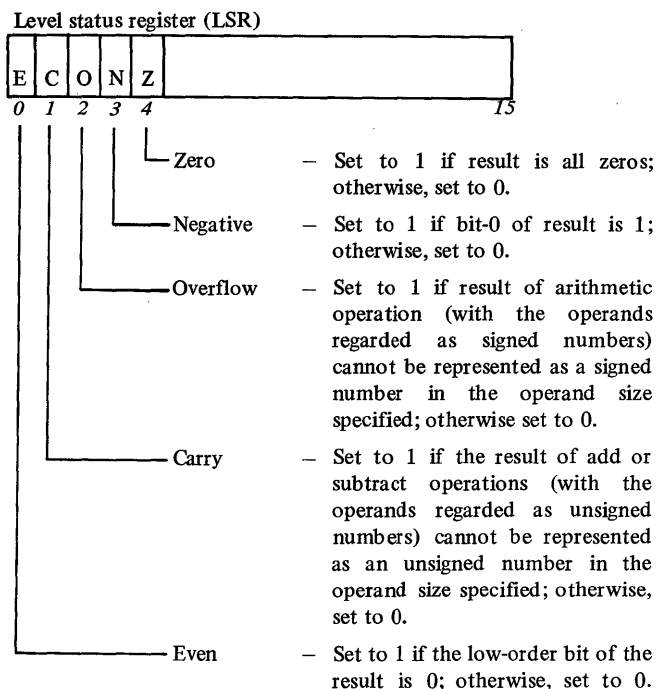 Level status register (LSR)
E C O N Z
0 1 2 3 4 15
Zero – Set to 1 if result is all zeros;
otherwise, set to 0.
Negative – Set to 1 if bit-0 of result is 1;
otherwise, set to 0.
Overflow – Set to 1 if result of arithmetic
operation (with the operands
regarded as signed numbers)
cannot be represented as a signed
number in the operand size
specified; otherwise set to 0.
Carry – Set to 1 if the result of add or
subtract operations (with the
operands regarded as unsigned
numbers) cannot be represented
as an unsigned number in the
operand size specified; otherwise,
set to 0.
Even – Set to 1 if the low-order bit of the
result is 0; otherwise, set to 0.